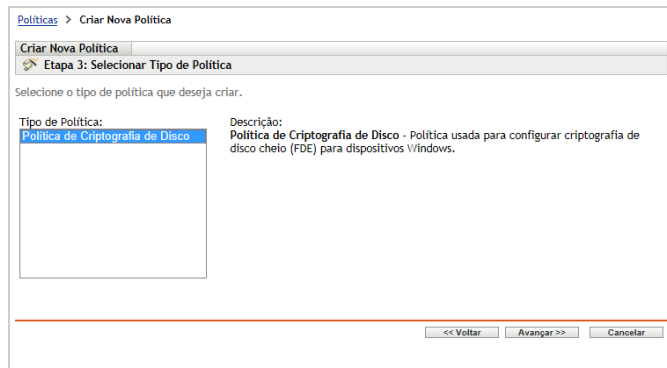 Políticas > Criar Nova Política
Criar Nova Política
Etapa 3: Selecionar Tipo de Política
Selecione o tipo de política que deseja criar.
Tipo de Política:
Política de Criptografia de Disco
Descrição:
Política de Criptografia de Disco - Política usada para configurar criptografia de
disco cheio (FDE) para dispositivos Windows.
<< Voltar
Avançar >>
Cancelar